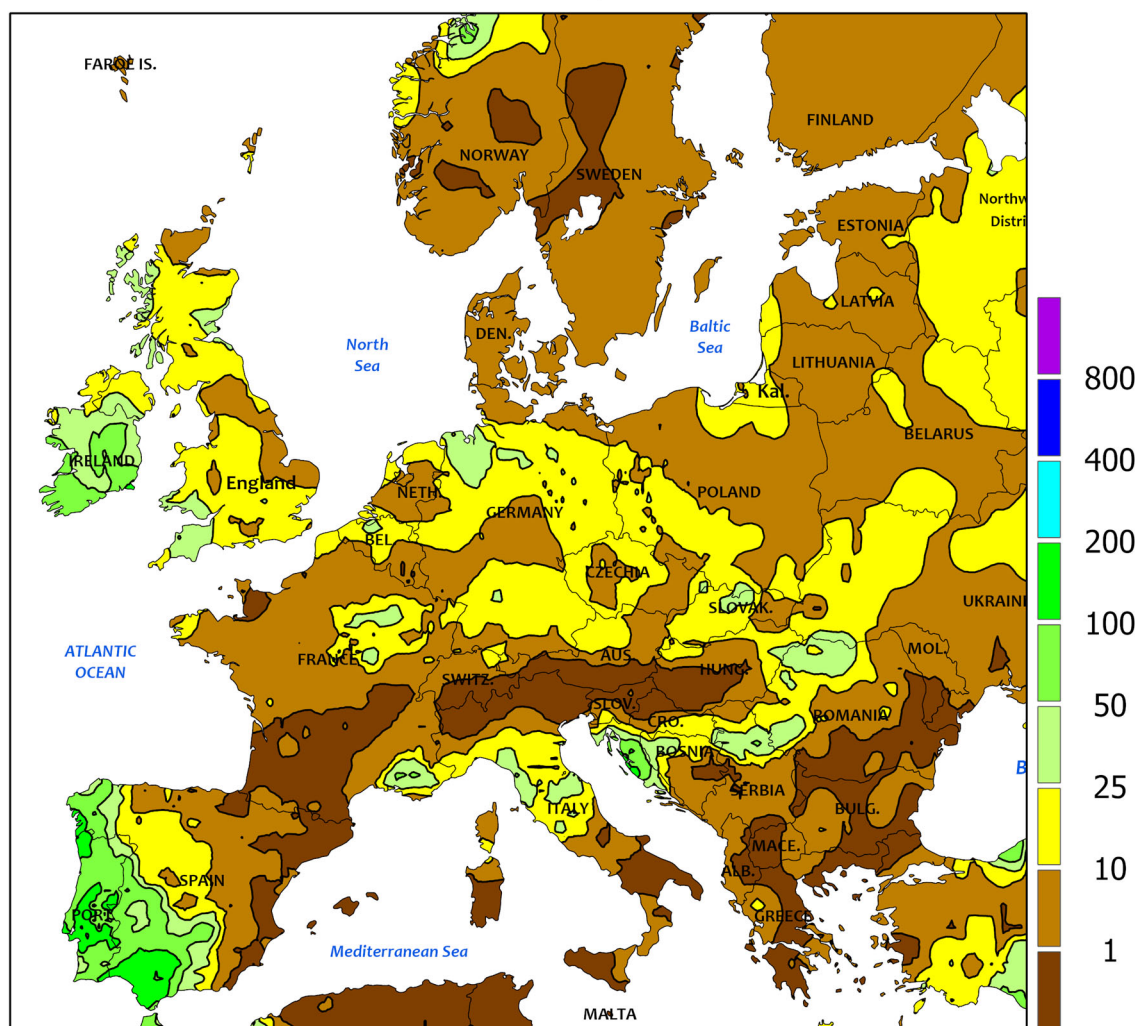 FAROE IS.
FINLAND
NORWAY
SWEDEN
Northw
Distri
ESTONIA
LATVIA
North
Sea
DEN.
Baltic
Sea
LITHUANIA
Kal.
BELARUS
IRELAND
England
NETH.
POLAND
GERMANY
BEL.
CZECHIA
UKRAINE
SLOVAK.
ATLANTIC
OCEAN
FRANCE
AUS.
MOL.
SWITZ.
HUNG.
SLOV.
CRO.
ROMANIA
BOSNIA
B
SERBIA
ITALY
BULG.
MACE.
SPAIN
ALB.
PORT.
GREECE
Mediterranean Sea
MALTA
800
400
200
100
50
25
10
1